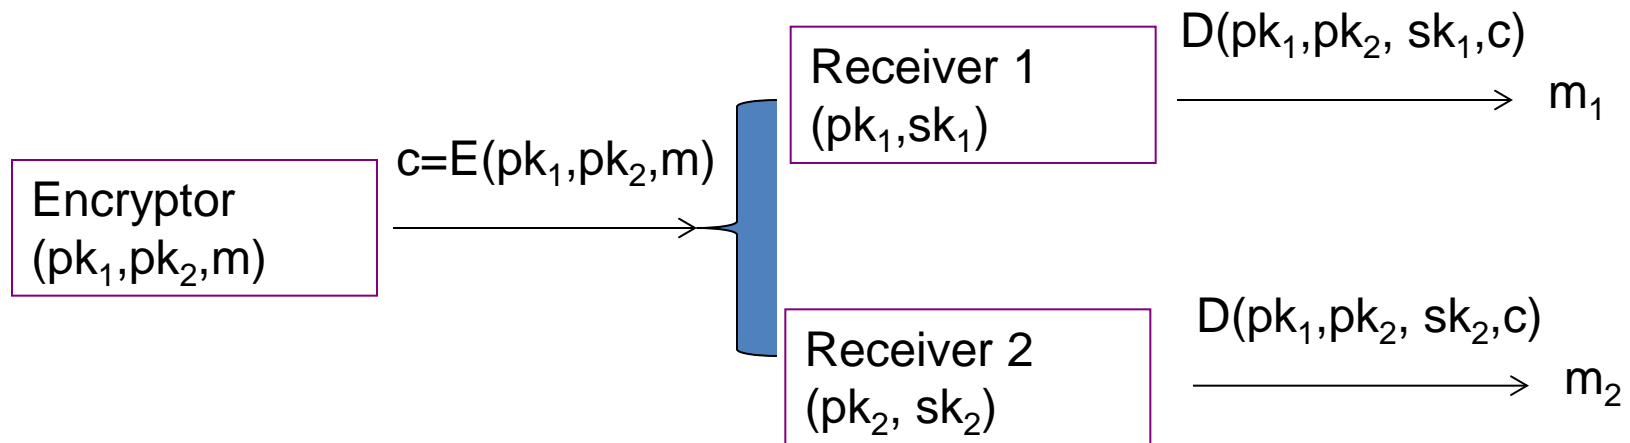 Encryptor
(pk₁,pk₂,m)
c=E(pk₁,pk₂,m)
Receiver 1
(pk₁,sk₁)
D(pk₁,pk₂, sk₁,c)
m₁
Receiver 2
(pk₂, sk₂)
D(pk₁,pk₂, sk₂,c)
m₂